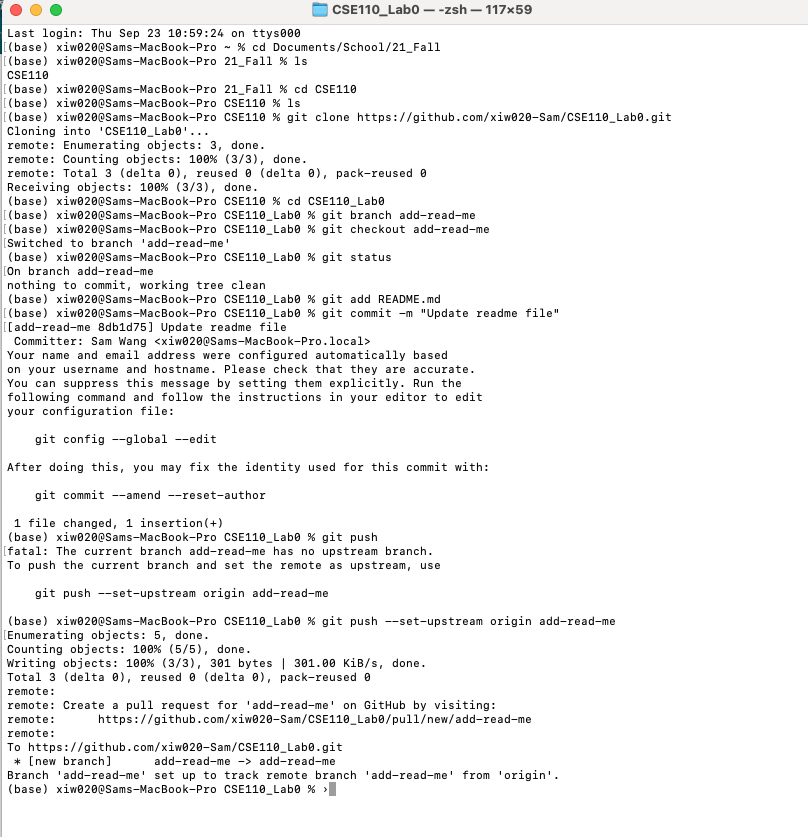 CSE110_Lab0 — -zsh — 117×59
Last login: Thu Sep 23 10:59:24 on ttys000
[(base) xiw020@Sams-MacBook-Pro ~ % cd Documents/School/21_Fall
[(base) xiw020@Sams-MacBook-Pro 21_Fall % ls
CSE110
[(base) xiw020@Sams-MacBook-Pro 21_Fall % cd CSE110
[(base) xiw020@Sams-MacBook-Pro CSE110 % ls
[(base) xiw020@Sams-MacBook-Pro CSE110 % git clone https://github.com/xiw020-Sam/CSE110_Lab0.git
Cloning into 'CSE110_Lab0'...
remote: Enumerating objects: 3, done.
remote: Counting objects: 100% (3/3), done.
remote: Total 3 (delta 0), reused 0 (delta 0), pack-reused 0
Receiving objects: 100% (3/3), done.
(base) xiw020@Sams-MacBook-Pro CSE110 % cd CSE110_Lab0
[(base) xiw020@Sams-MacBook-Pro CSE110_Lab0 % git branch add-read-me
[(base) xiw020@Sams-MacBook-Pro CSE110_Lab0 % git checkout add-read-me
[Switched to branch 'add-read-me'
(base) xiw020@Sams-MacBook-Pro CSE110_Lab0 % git status
[On branch add-read-me
nothing to commit, working tree clean
(base) xiw020@Sams-MacBook-Pro CSE110_Lab0 % git add README.md
[(base) xiw020@Sams-MacBook-Pro CSE110_Lab0 % git commit -m "Update readme file"
[[add-read-me 8db1d75] Update readme file
 Committer: Sam Wang <xiw020@Sams-MacBook-Pro.local>
Your name and email address were configured automatically based
on your username and hostname. Please check that they are accurate.
You can suppress this message by setting them explicitly. Run the
following command and follow the instructions in your editor to edit
your configuration file:
    git config --global --edit
After doing this, you may fix the identity used for this commit with:
    git commit --amend --reset-author
 1 file changed, 1 insertion(+)
(base) xiw020@Sams-MacBook-Pro CSE110_Lab0 % git push
[fatal: The current branch add-read-me has no upstream branch.
To push the current branch and set the remote as upstream, use
    git push --set-upstream origin add-read-me
(base) xiw020@Sams-MacBook-Pro CSE110_Lab0 % git push --set-upstream origin add-read-me
[Enumerating objects: 5, done.
Counting objects: 100% (5/5), done.
Writing objects: 100% (3/3), 301 bytes | 301.00 KiB/s, done.
Total 3 (delta 0), reused 0 (delta 0), pack-reused 0
remote:
remote: Create a pull request for 'add-read-me' on GitHub by visiting:
remote:      https://github.com/xiw020-Sam/CSE110_Lab0/pull/new/add-read-me
remote:
To https://github.com/xiw020-Sam/CSE110_Lab0.git
 * [new branch]      add-read-me -> add-read-me
Branch 'add-read-me' set up to track remote branch 'add-read-me' from 'origin'.
(base) xiw020@Sams-MacBook-Pro CSE110_Lab0 % ›